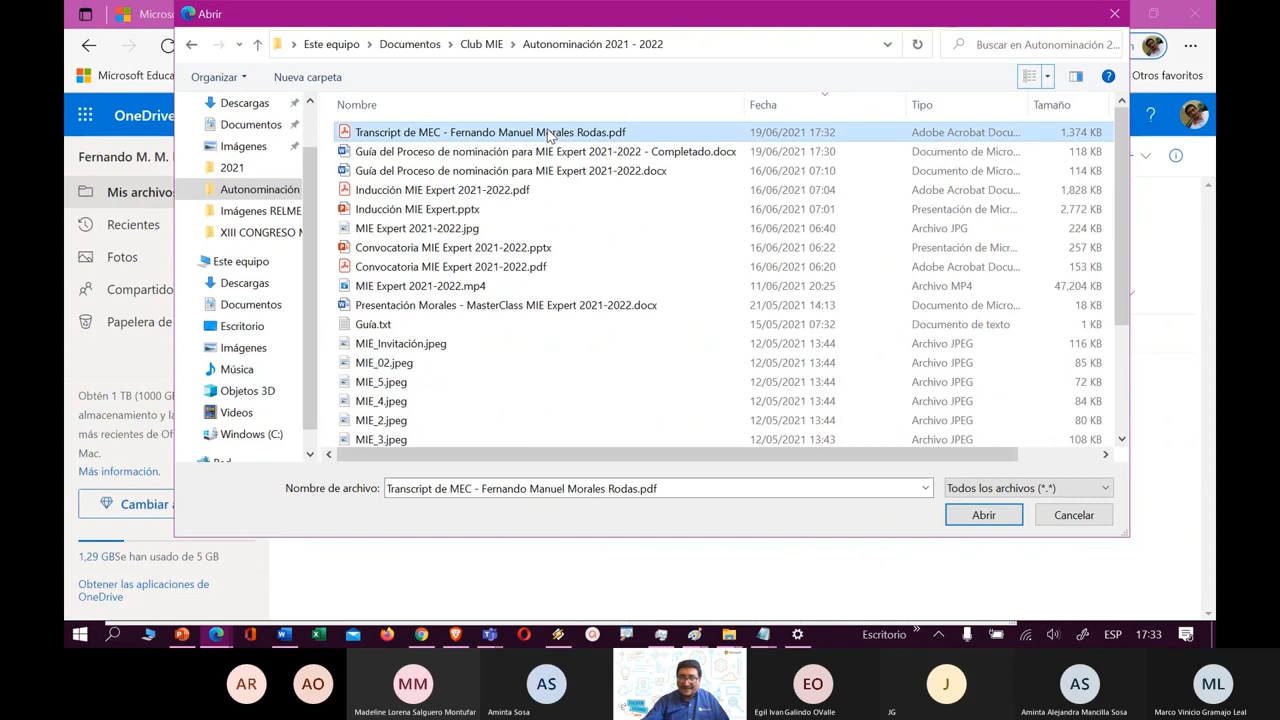 Microso
Abrir
Este equipo > Documentos > Club MIE > Autonominación 2021 - 2022
Buscar en Autonominación 2...
Microsoft Educa
Otros favoritos
Organizar
Nueva carpeta
OneDrive
Fernando M. M.
Mis archivos
Recientes
Fotos
Compartido
Papelera de
Obtén 1 TB (1000 G
almacenamiento y la
más recientes de Of
Mac.
Más información.
Cambiar a
1,29 GBSe han usado de 5 GB
Obtener las aplicaciones de
OneDrive
Descargas
Documentos
Imágenes
2021
Autonominación
Imágenes RELME
XIII CONGRESO M
Este equipo
Descargas
Documentos
Escritorio
Imágenes
Música
Objetos 3D
Videos
Windows (C:)
Red
Nombre Fecha Tipo Tamaño
Transcript de MEC - Fernando Manuel Morales Rodas.pdf 19/06/2021 17:32 Adobe Acrobat Docu... 1,374 KB
Guía del Proceso de nominación para MIE Expert 2021-2022 - Completado.docx 19/06/2021 17:30 Documento de Micro... 118 KB
Guía del Proceso de nominación para MIE Expert 2021-2022.docx 16/06/2021 07:10 Documento de Micro... 118 KB
Inducción MIE Expert 2021-2022.pdf 16/06/2021 07:04 Adobe Acrobat Docu... 1,828 KB
Inducción MIE Expert.pptx 16/06/2021 07:01 Presentación de Micr... 2,772 KB
MIE Expert 2021-2022.jpg 16/06/2021 06:40 Archivo JPG 224 KB
Convocatoria MIE Expert 2021-2022.pptx 16/06/2021 06:22 Presentación de Micr... 257 KB
Convocatoria MIE Expert 2021-2022.pdf 16/06/2021 06:20 Adobe Acrobat Docu... 153 KB
MIE Expert 2021-2022.mp4 11/06/2021 20:25 Archivo MP4 47,204 KB
Presentación Morales - MasterClass MIE Expert 2021-2022.docx 21/05/2021 14:13 Documento de Micro... 18 KB
Guía.txt 15/05/2021 07:32 Documento de texto 1 KB
MIE_Invitación.jpeg 12/05/2021 13:44 Archivo JPEG 116 KB
MIE_02.jpeg 12/05/2021 13:44 Archivo JPEG 80 KB
MIE_5.jpeg 12/05/2021 13:44 Archivo JPEG 72 KB
MIE_4.jpeg 12/05/2021 13:44 Archivo JPEG 84 KB
MIE_2.jpeg 12/05/2021 13:44 Archivo JPEG 80 KB
MIE_3.jpeg 12/05/2021 13:43 Archivo JPEG 108 KB
Nombre de archivo: Transcript de MEC - Fernando Manuel Morales Rodas.pdf Todos los archivos (*.*)
Abrir Cancelar
Escritorio ESP 17:33
AR AO MM AS EO J AS ML
Madeline Lorena Salguero Montufar Aminta Sosa Egil Ivan Galindo OValle JG Aminta Alejandra Mancilla Sosa Marco Vinicio Gramajo Leal